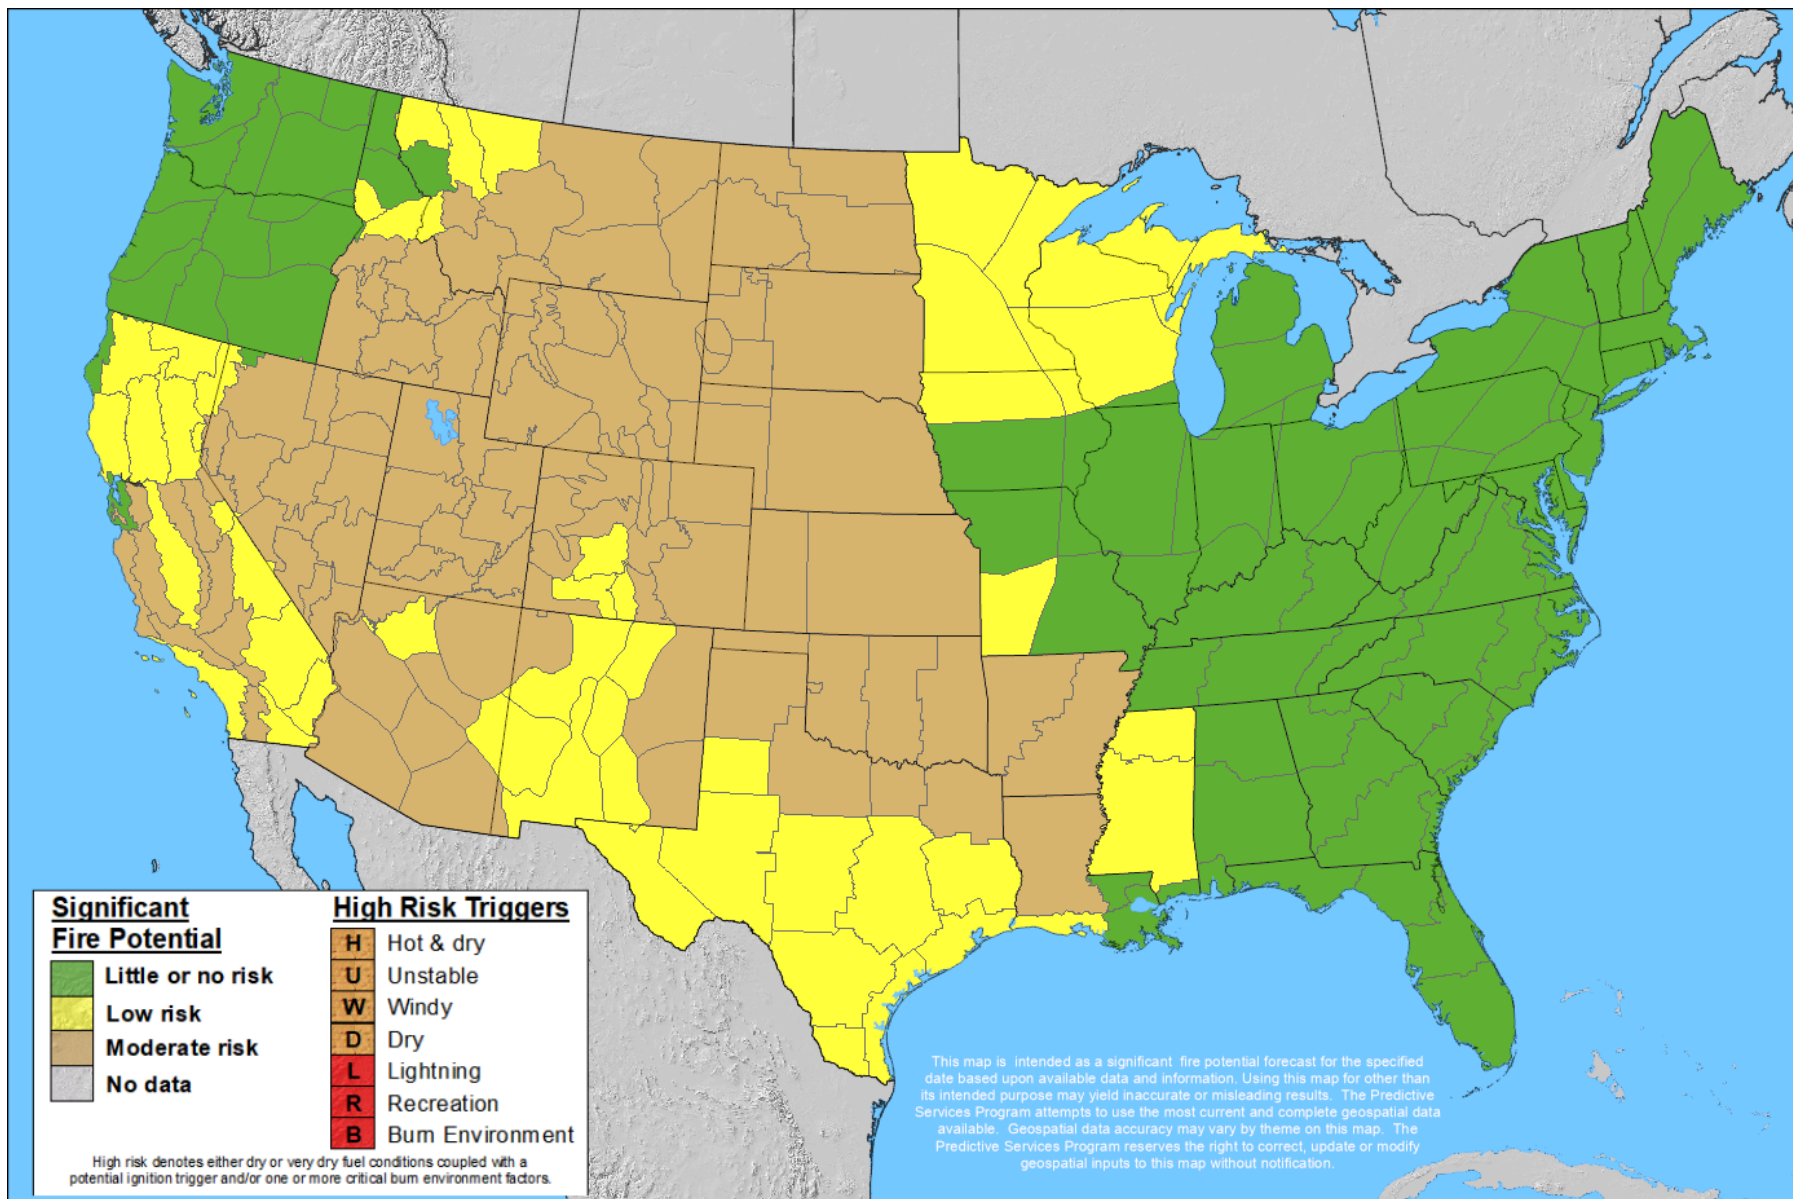 Significant
Fire Potential
Little or no risk
Low risk
Moderate risk
No data
High Risk Triggers
H Hot & dry
U Unstable
W Windy
D Dry
L Lightning
R Recreation
B Burn Environment
High risk denotes either dry or very dry fuel conditions coupled with a
potential ignition trigger and/or one or more critical burn environment factors.
This map is intended as a significant fire potential forecast for the specified
date based upon available data and information. Using this map for other than
its intended purpose may yield inaccurate or misleading results. The Predictive
Services Program attempts to use the most current and complete geospatial data
available. Geospatial data accuracy may vary by theme on this map. The
Predictive Services Program reserves the right to correct, update or modify
geospatial inputs to this map without notification.